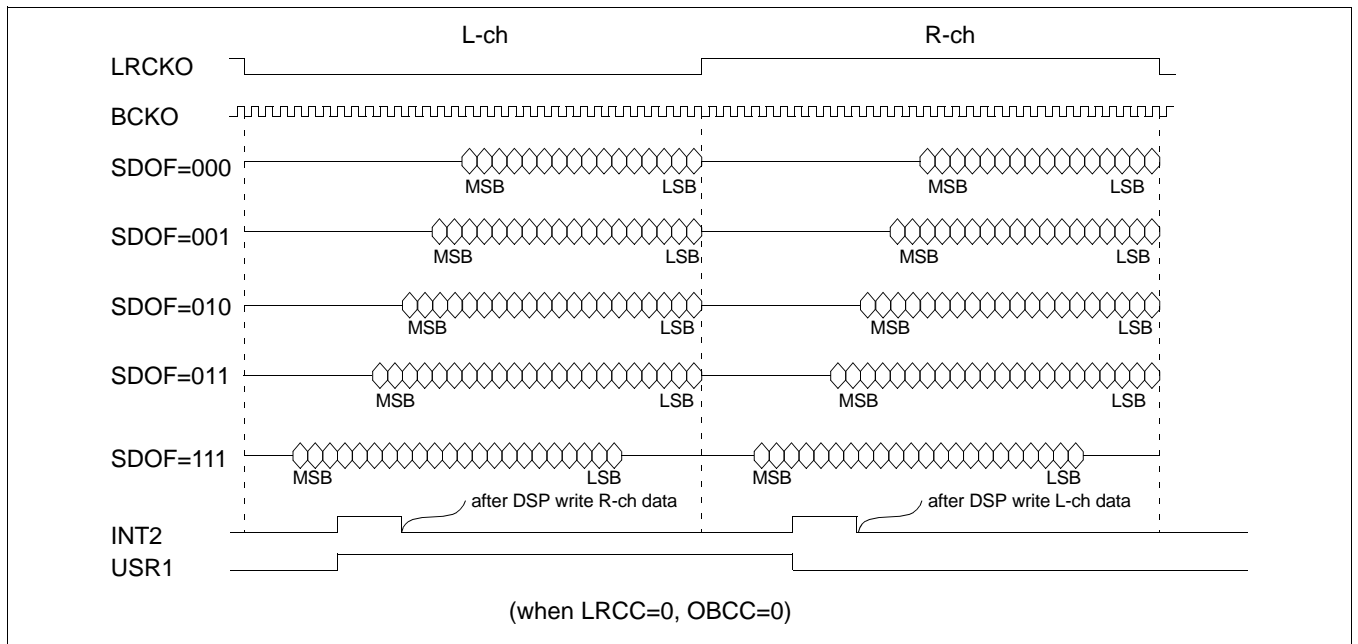 L-ch R-ch
LRCKO
BCKO
SDOF=000
MSB LSB MSB LSB
SDOF=001
MSB LSB MSB LSB
SDOF=010
MSB LSB MSB LSB
SDOF=011
MSB LSB MSB LSB
SDOF=111
MSB LSB MSB LSB
after DSP write R-ch data after DSP write L-ch data
INT2
USR1
(when LRCC=0, OBCC=0)